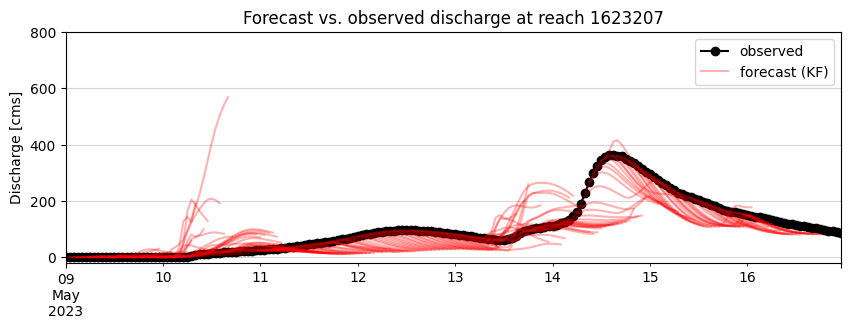 Forecast vs. observed discharge at reach 1623207
Discharge [cms]
800
600
400
200
0
observed
forecast (KF)
09 10 11 12 13 14 15 16
May
2023